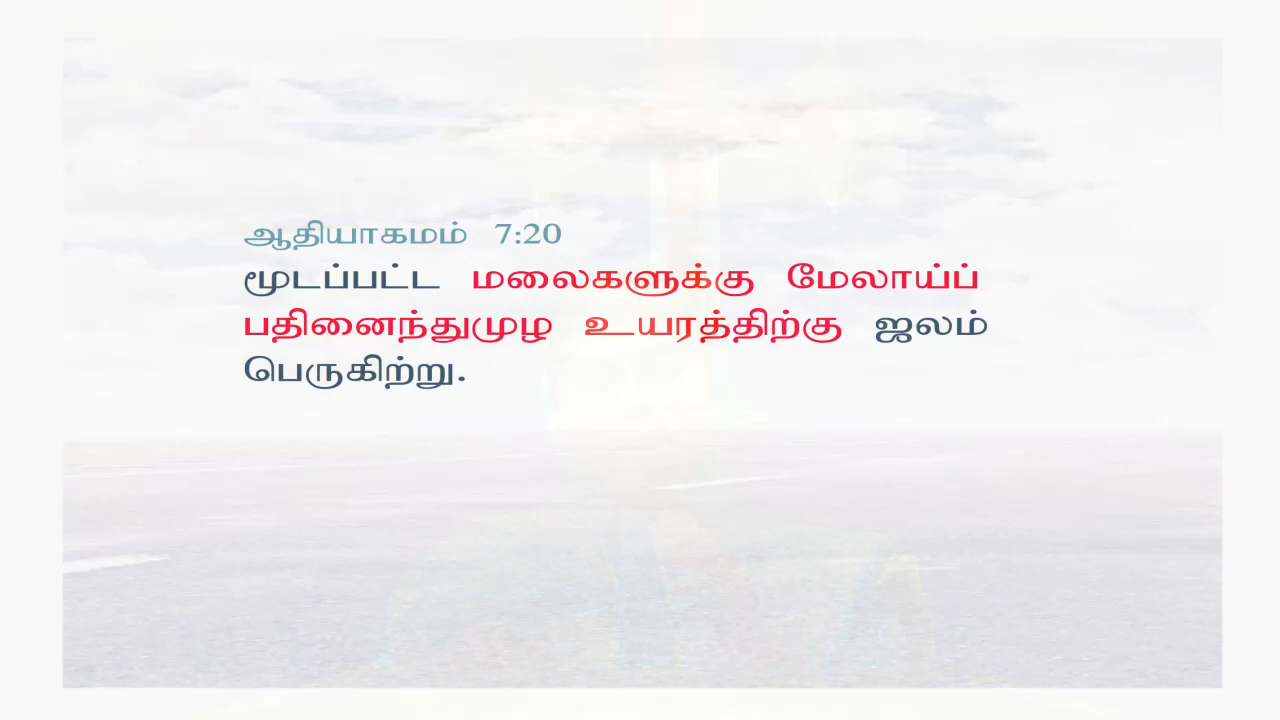 ஆதியாகமம் 7:20
மூடப்பட்ட மலைகளுக்கு மேலாய்ப்
பதினைந்துமுழ உயரத்திற்கு ஜலம்
பெருகிற்று.